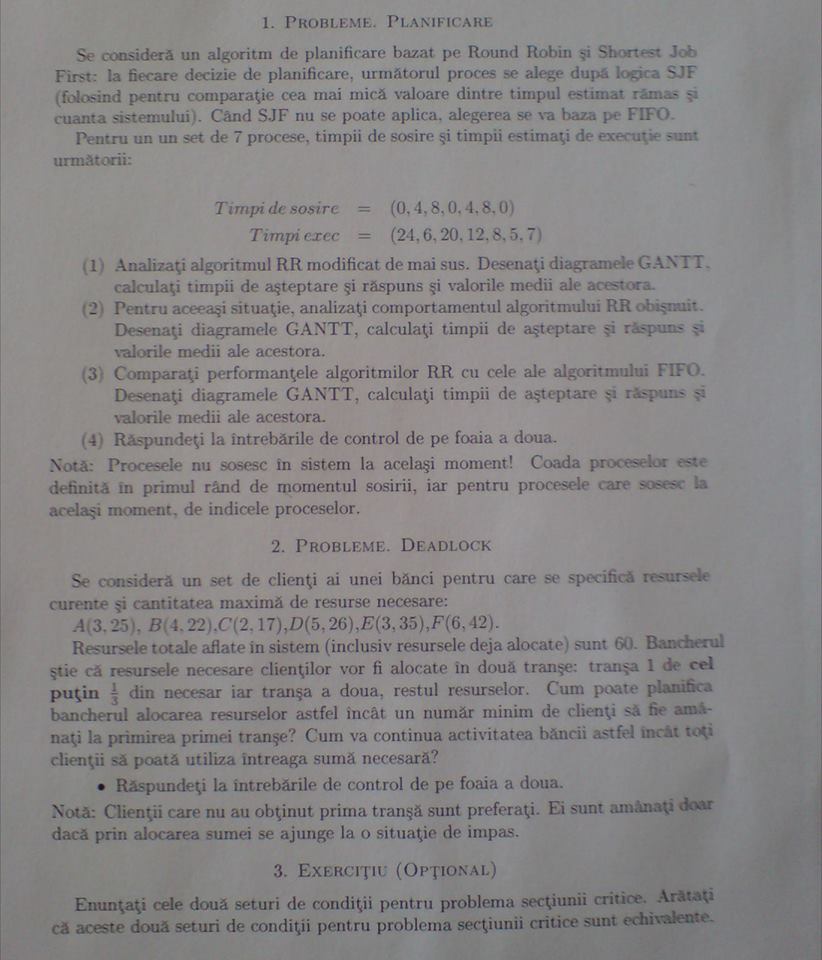 1. PROBLEME. PLANIFICARE
Se consideră un algoritm de planificare bazat pe Round Robin şi Shortest Job
First: la fiecare decizie de planificare, următorul proces se alege după logica SJF
(folosind pentru comparaţie cea mai mică valoare dintre timpul estimat rămas şi
cuanta sistemului). Când SJF nu se poate aplica, alegerea se va baza pe FIFO.
Pentru un un set de 7 procese, timpii de sosire şi timpii estimaţi de execuţie sunt
următorii:
Timpi de sosire = (0, 4, 8, 0, 4, 8, 0)
Timpi exec = (24, 6, 20, 12, 8, 5, 7)
(1) Analizaţi algoritmul RR modificat de mai sus. Desenaţi diagramele GANTT,
calculaţi timpii de aşteptare şi răspuns şi valorile medii ale acestora.
(2) Pentru aceeaşi situaţie, analizaţi comportamentul algoritmului RR obişnuit.
Desenaţi diagramele GANTT, calculaţi timpii de aşteptare şi răspuns şi
valorile medii ale acestora.
(3) Comparaţi performanţele algoritmilor RR cu cele ale algoritmului FIFO.
Desenaţi diagramele GANTT, calculaţi timpii de aşteptare şi răspuns şi
valorile medii ale acestora.
(4) Răspundeţi la întrebările de control de pe foaia a doua.
Notă: Procesele nu sosesc în sistem la acelaşi moment! Coada proceselor este
definită în primul rând de momentul sosirii, iar pentru procesele care sosesc la
acelaşi moment, de indicele proceselor.
2. PROBLEME. DEADLOCK
Se consideră un set de clienţi ai unei bănci pentru care se specifică resursele
curente şi cantitatea maximă de resurse necesare:
A(3, 25), B(4, 22),C(2, 17),D(5, 26),E(3, 35),F(6, 42).
Resursele totale aflate în sistem (inclusiv resursele deja alocate) sunt 60. Bancherul
ştie că resursele necesare clienţilor vor fi alocate în două tranşe: tranşa 1 de cel
puţin 1/3 din necesar iar tranşa a doua, restul resurselor. Cum poate planifica
bancherul alocarea resurselor astfel încât un număr minim de clienţi să fie amâ-
naţi la primirea primei tranşe? Cum va continua activitatea băncii astfel încât toţi
clienţii să poată utiliza întreaga sumă necesară?
• Răspundeţi la întrebările de control de pe foaia a doua.
Notă: Clienţii care nu au obţinut prima tranşă sunt preferaţi. Ei sunt amânaţi doar
dacă prin alocarea sumei se ajunge la o situaţie de impas.
3. EXERCIŢIU (OPŢIONAL)
Enunţaţi cele două seturi de condiţii pentru problema secţiunii critice. Arătaţi
că aceste două seturi de condiţii pentru problema secţiunii critice sunt echivalente.